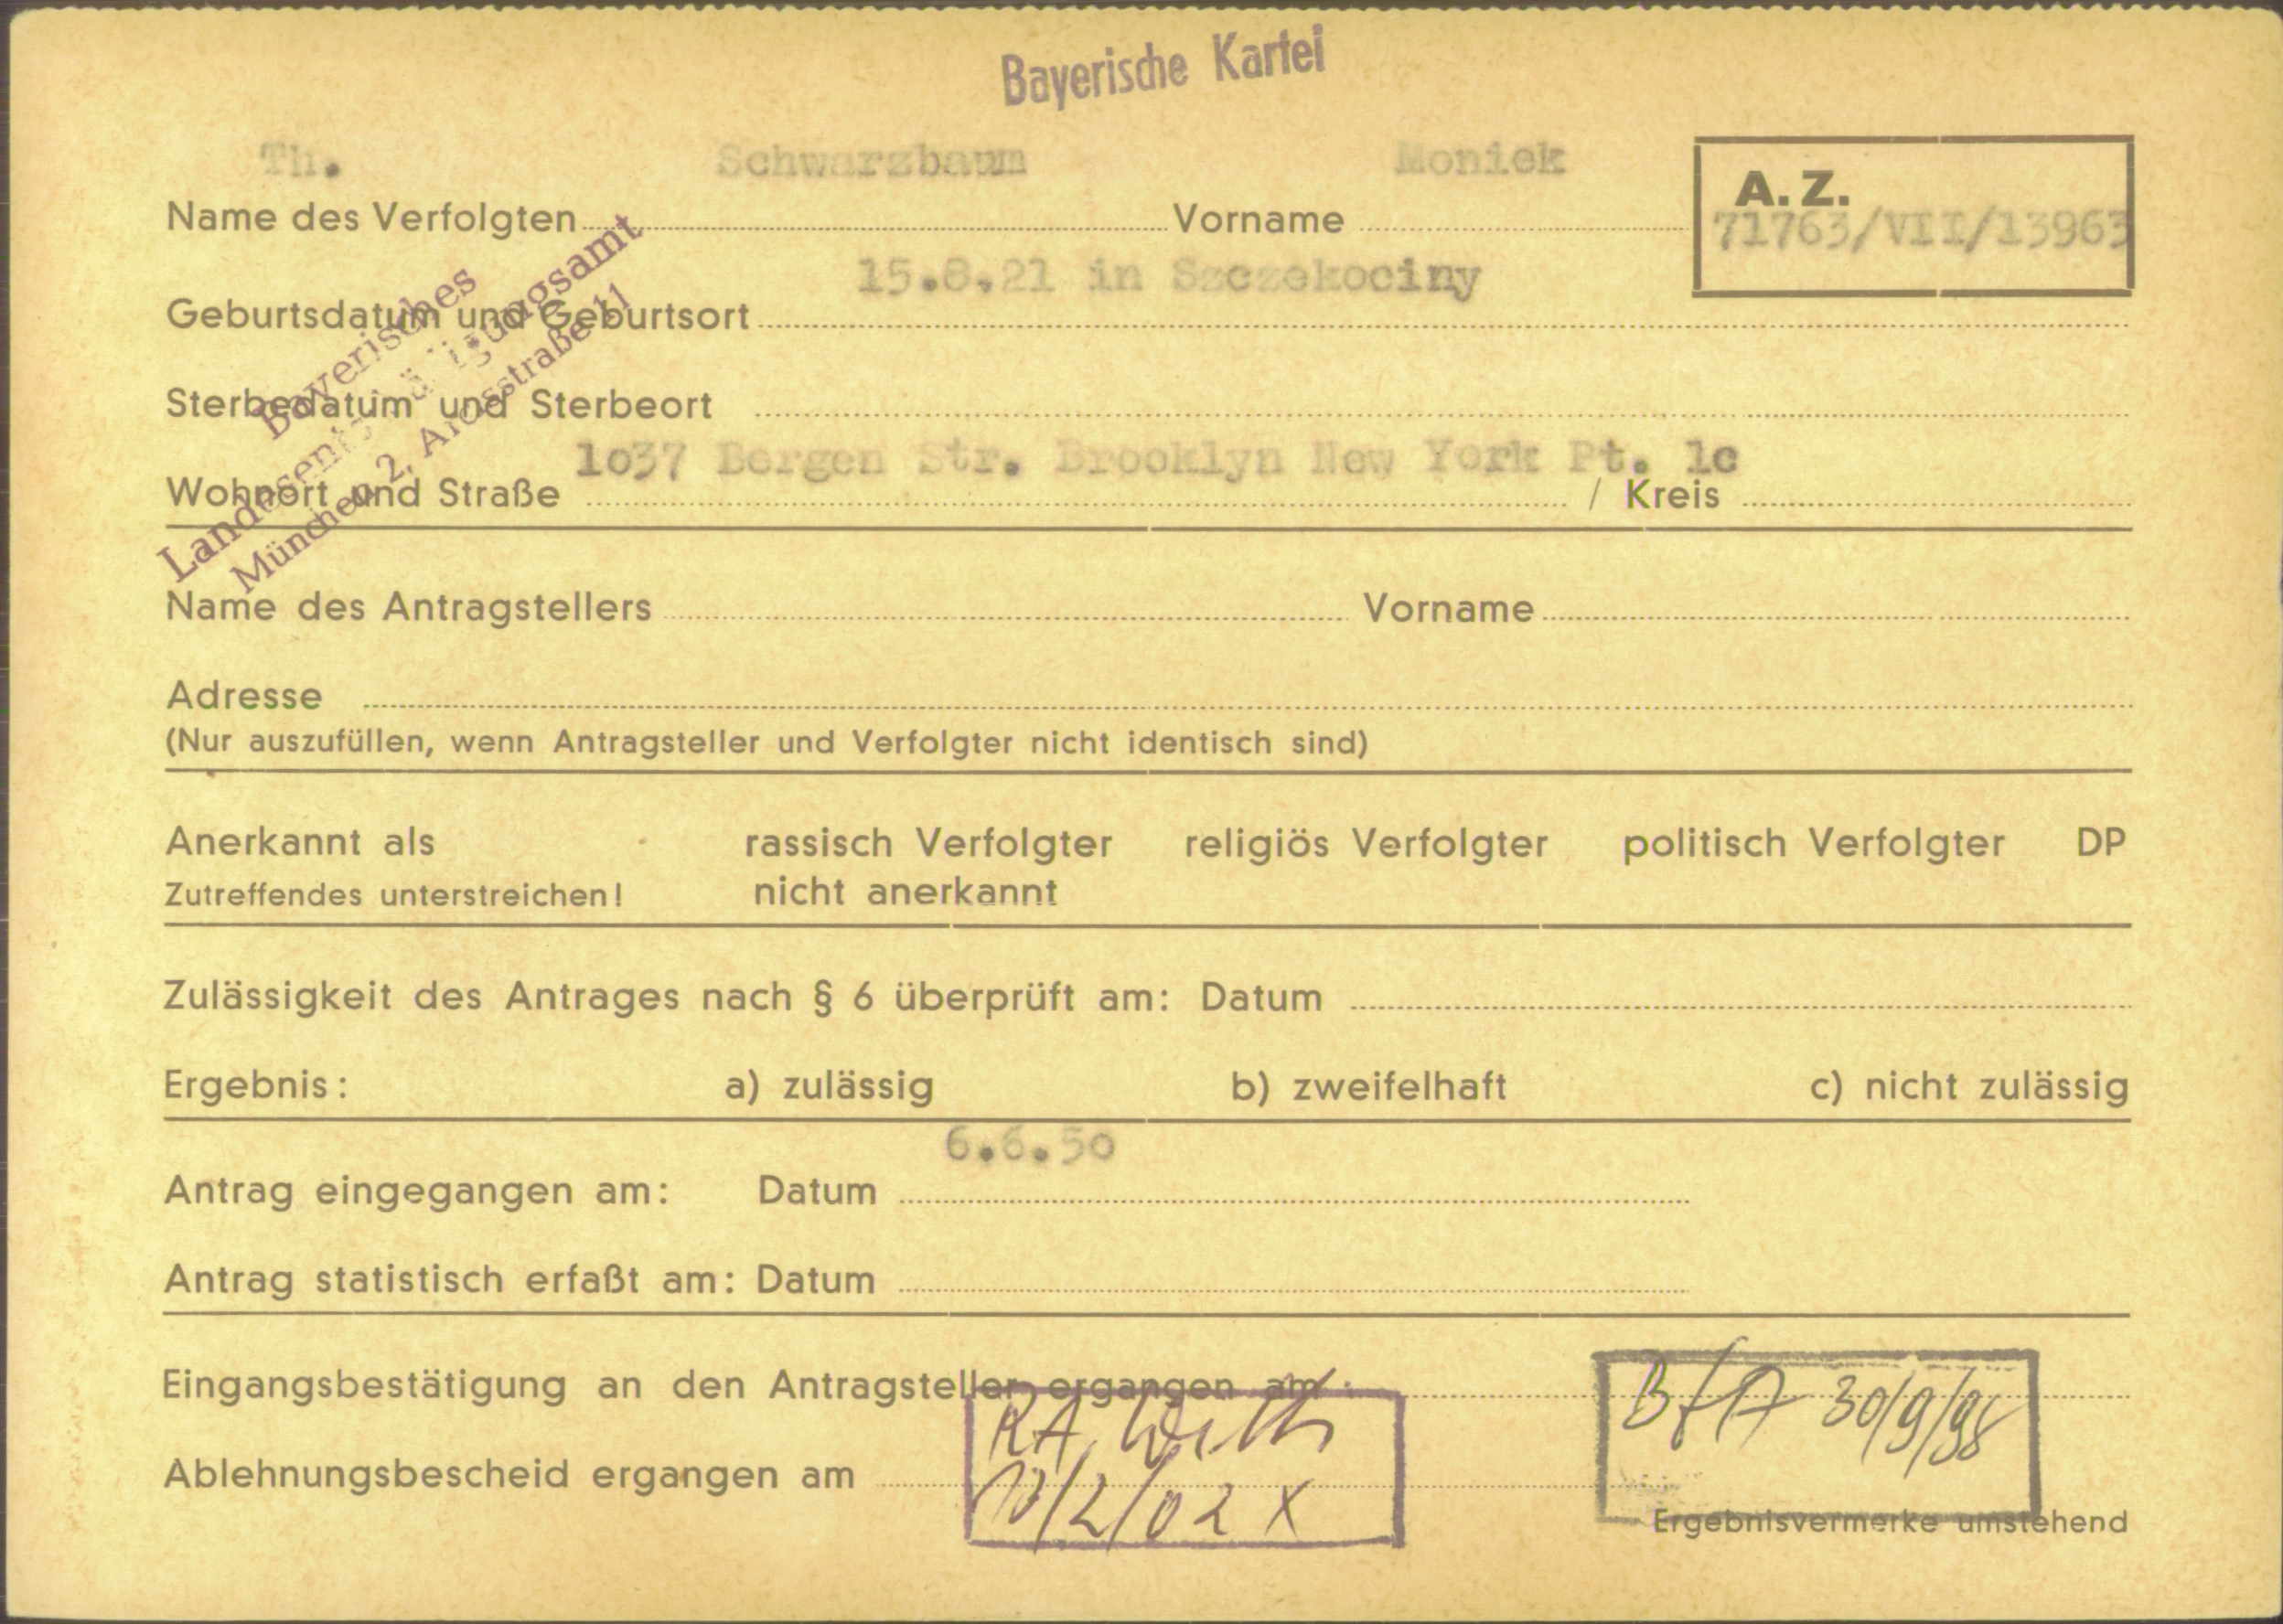 Bayerische Kartei
Th. Schwarzbaum Moniek
Name des Verfolgten Vorname
A. Z.
71763/VII/13963
15.8.21 in Szczekociny
Geburtsdatum und Geburtsort
Bayerisches
Landesentschädigungsamt
München 2, Arcisstraße 11
Sterbedatum und Sterbeort
1o37 Bergen Str. Brooklyn New York Pt. 1c
Wohnort und Straße / Kreis
Name des Antragstellers Vorname
Adresse
(Nur auszufüllen, wenn Antragsteller und Verfolgter nicht identisch sind)
Anerkannt als rassisch Verfolgter religiös Verfolgter politisch Verfolgter DP
Zutreffendes unterstreichen! nicht anerkannt
Zulässigkeit des Antrages nach § 6 überprüft am: Datum
Ergebnis: a) zulässig b) zweifelhaft c) nicht zulässig
6.6.50
Antrag eingegangen am: Datum
Antrag statistisch erfaßt am: Datum
Eingangsbestätigung an den Antragsteller ergangen am
BfA 30/9/98
RA
Ablehnungsbescheid ergangen am
/2/02 X
Ergebnisvermerke umstehend